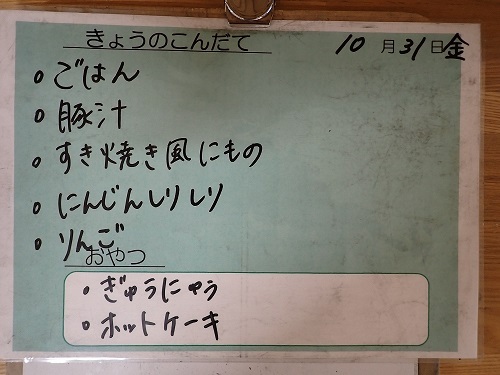 きょうのこんだて 10月31日金
・ごはん
・豚汁
・すき焼き風にもの
・にんじんしりしり
・りんご
おやつ
・ぎゅうにゅう
・ホットケーキ